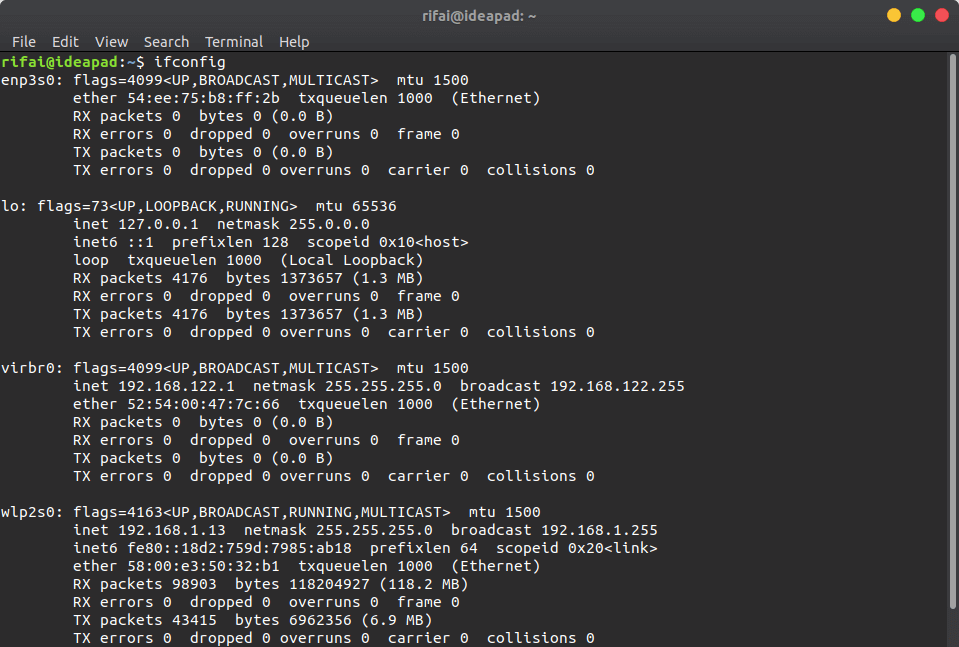 rifai@ideapad: ~
File Edit View Search Terminal Help
rifai@ideapad:~$ ifconfig
enp3s0: flags=4099<UP,BROADCAST,MULTICAST>  mtu 1500
        ether 54:ee:75:b8:ff:2b  txqueuelen 1000  (Ethernet)
        RX packets 0  bytes 0 (0.0 B)
        RX errors 0  dropped 0  overruns 0  frame 0
        TX packets 0  bytes 0 (0.0 B)
        TX errors 0  dropped 0 overruns 0  carrier 0  collisions 0

lo: flags=73<UP,LOOPBACK,RUNNING>  mtu 65536
        inet 127.0.0.1  netmask 255.0.0.0
        inet6 ::1  prefixlen 128  scopeid 0x10<host>
        loop  txqueuelen 1000  (Local Loopback)
        RX packets 4176  bytes 1373657 (1.3 MB)
        RX errors 0  dropped 0  overruns 0  frame 0
        TX packets 4176  bytes 1373657 (1.3 MB)
        TX errors 0  dropped 0 overruns 0  carrier 0  collisions 0

virbr0: flags=4099<UP,BROADCAST,MULTICAST>  mtu 1500
        inet 192.168.122.1  netmask 255.255.255.0  broadcast 192.168.122.255
        ether 52:54:00:47:7c:66  txqueuelen 1000  (Ethernet)
        RX packets 0  bytes 0 (0.0 B)
        RX errors 0  dropped 0  overruns 0  frame 0
        TX packets 0  bytes 0 (0.0 B)
        TX errors 0  dropped 0 overruns 0  carrier 0  collisions 0

wlp2s0: flags=4163<UP,BROADCAST,RUNNING,MULTICAST>  mtu 1500
        inet 192.168.1.13  netmask 255.255.255.0  broadcast 192.168.1.255
        inet6 fe80::18d2:759d:7985:ab18  prefixlen 64  scopeid 0x20<link>
        ether 58:00:e3:50:32:b1  txqueuelen 1000  (Ethernet)
        RX packets 98903  bytes 118204927 (118.2 MB)
        RX errors 0  dropped 0  overruns 0  frame 0
        TX packets 43415  bytes 6962356 (6.9 MB)
        TX errors 0  dropped 0 overruns 0  carrier 0  collisions 0